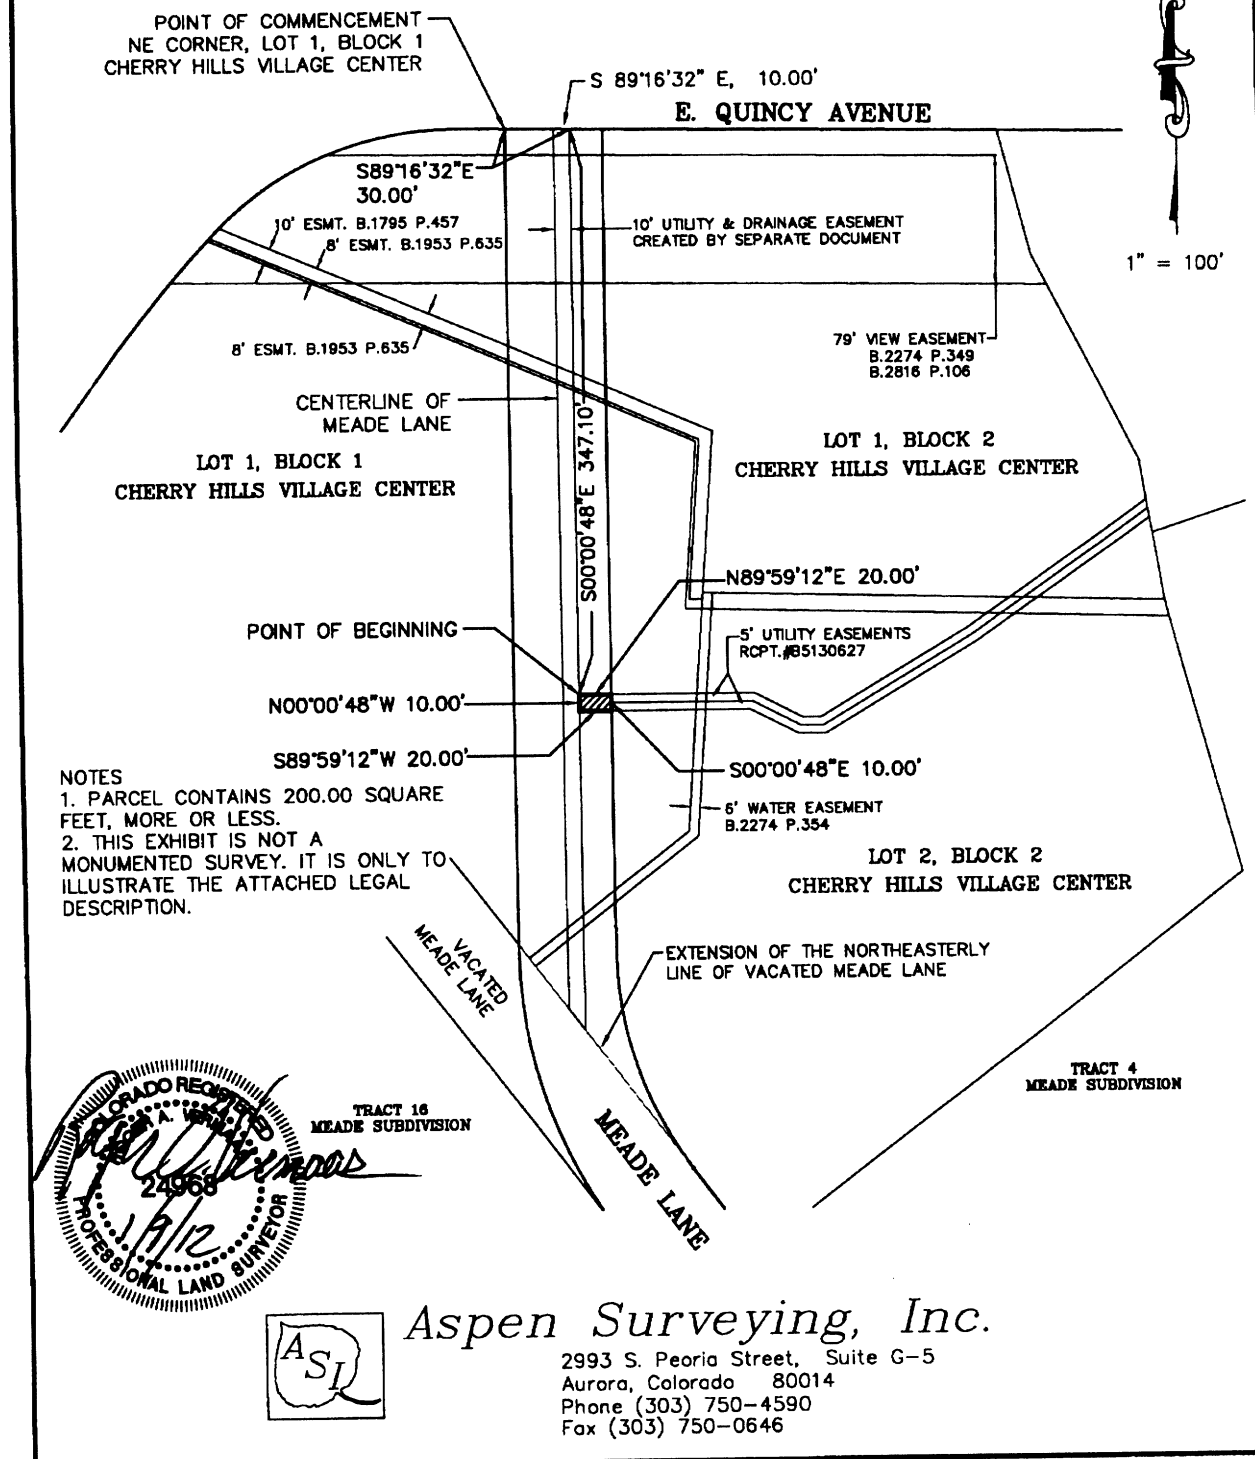 POINT OF COMMENCEMENT
NE CORNER, LOT 1, BLOCK 1
CHERRY HILLS VILLAGE CENTER
S 89°16'32" E, 10.00'
E. QUINCY AVENUE
S89°16'32"E
30.00'
10' ESMT. B.1795 P.457
8' ESMT. B.1953 P.635
10' UTILITY & DRAINAGE EASEMENT
CREATED BY SEPARATE DOCUMENT
1" = 100'
8' ESMT. B.1953 P.635
79' VIEW EASEMENT
B.2274 P.349
B.2816 P.106
CENTERLINE OF
MEADE LANE
S00°00'48"E 347.10'
LOT 1, BLOCK 1
CHERRY HILLS VILLAGE CENTER
LOT 1, BLOCK 2
CHERRY HILLS VILLAGE CENTER
N89°59'12"E 20.00'
POINT OF BEGINNING
5' UTILITY EASEMENTS
RCPT.#B5130627
N00°00'48"W 10.00'
S89°59'12"W 20.00'
S00°00'48"E 10.00'
NOTES
1. PARCEL CONTAINS 200.00 SQUARE
FEET, MORE OR LESS.
2. THIS EXHIBIT IS NOT A
MONUMENTED SURVEY. IT IS ONLY TO
ILLUSTRATE THE ATTACHED LEGAL
DESCRIPTION.
6' WATER EASEMENT
B.2274 P.354
LOT 2, BLOCK 2
CHERRY HILLS VILLAGE CENTER
VACATED
MEADE LANE
EXTENSION OF THE NORTHEASTERLY
LINE OF VACATED MEADE LANE
TRACT 4
MEADE SUBDIVISION
TRACT 16
MEADE SUBDIVISION
MEADE LANE
COLORADO REGISTERED
24968
1/9/12
PROFESSIONAL LAND SURVEYOR
ASI
Aspen Surveying, Inc.
2993 S. Peoria Street, Suite G-5
Aurora, Colorado 80014
Phone (303) 750-4590
Fax (303) 750-0646